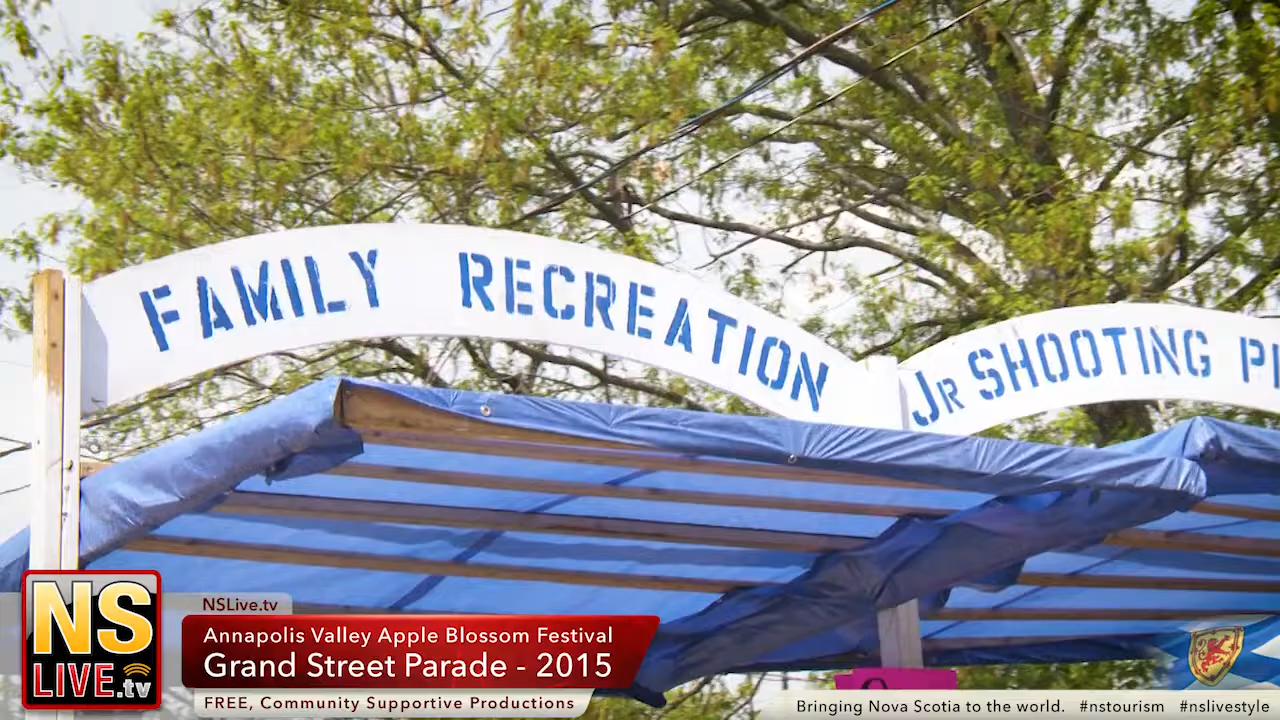 FAMILY RECREATION
JR SHOOTING
NS
LIVE.tv
NSLive.tv
Annapolis Valley Apple Blossom Festival
Grand Street Parade - 2015
FREE, Community Supportive Productions
Bringing Nova Scotia to the world. #nstourism #nslivestyle